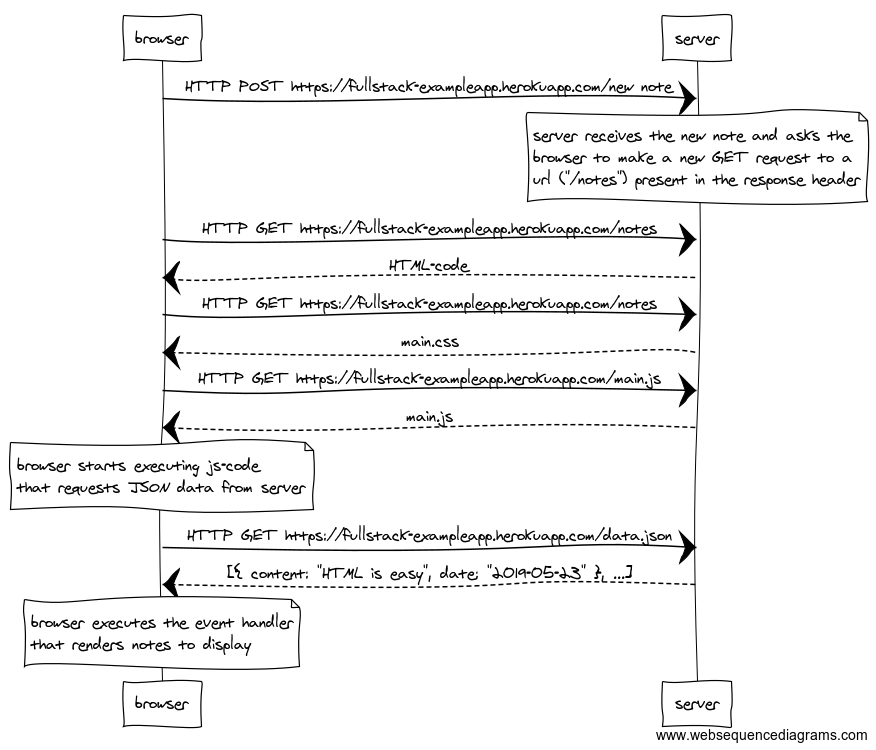 browser
server
HTTP POST https://fullstack-exampleapp.herokuapp.com/new note
server receives the new note and asks the
browser to make a new GET request to a
url ("/notes") present in the response header
HTTP GET https://fullstack-exampleapp.herokuapp.com/notes
HTML-code
HTTP GET https://fullstack-exampleapp.herokuapp.com/notes
main.css
HTTP GET https://fullstack-exampleapp.herokuapp.com/main.js
main.js
browser starts executing js-code
that requests JSON data from server
HTTP GET https://fullstack-exampleapp.herokuapp.com/data.json
[{ content: "HTML is easy", date: "2019-05-23" }, ...]
browser executes the event handler
that renders notes to display
browser
server
www.websequencediagrams.com